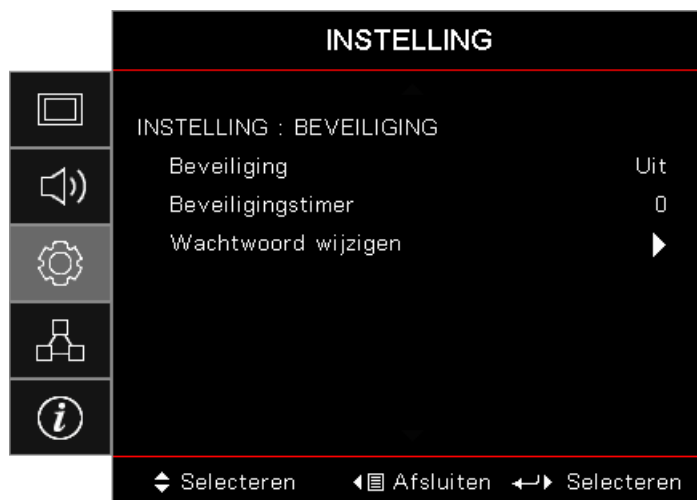 INSTELLING
INSTELLING : BEVEILIGING
Beveiliging Uit
Beveiligingstimer 0
Wachtwoord wijzigen
Selecteren Afsluiten Selecteren